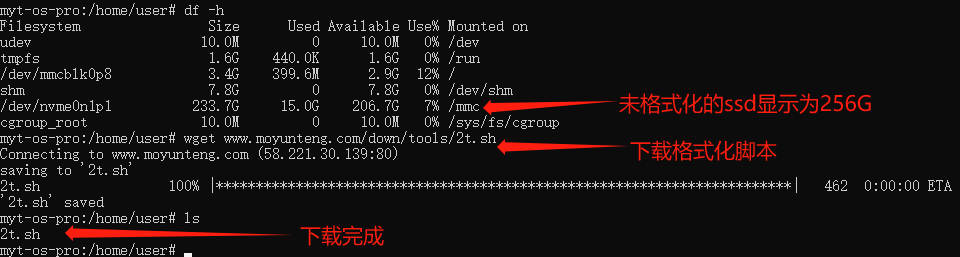 myt-os-pro:/home/user# df -h
Filesystem Size Used Available Use% Mounted on
udev 10.0M 0 10.0M 0% /dev
tmpfs 1.6G 440.0K 1.6G 0% /run
/dev/mmcblk0p8 3.4G 399.6M 2.9G 12% /
shm 7.8G 0 7.8G 0% /dev/shm
/dev/nvme0n1p1 233.7G 15.0G 206.7G 7% /mmc 未格式化的ssd显示为256G
cgroup_root 10.0M 0 10.0M 0% /sys/fs/cgroup
myt-os-pro:/home/user# wget www.moyunteng.com/down/tools/2t.sh
Connecting to www.moyunteng.com (58.221.30.139:80) 下载格式化脚本
saving to '2t.sh'
2t.sh 100% |************************************************************************| 462 0:00:00 ETA
'2t.sh' saved
myt-os-pro:/home/user# ls
2t.sh 下载完成
myt-os-pro:/home/user#